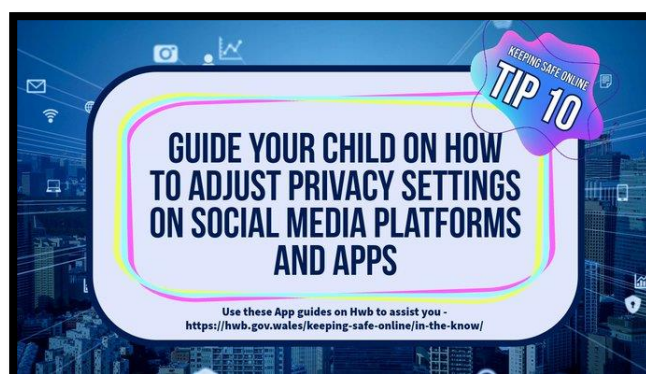 KEEPING SAFE ONLINE
TIP 10
GUIDE YOUR CHILD ON HOW
TO ADJUST PRIVACY SETTINGS
ON SOCIAL MEDIA PLATFORMS
AND APPS
Use these App guides on Hwb to assist you -
https://hwb.gov.wales/keeping-safe-online/in-the-know/